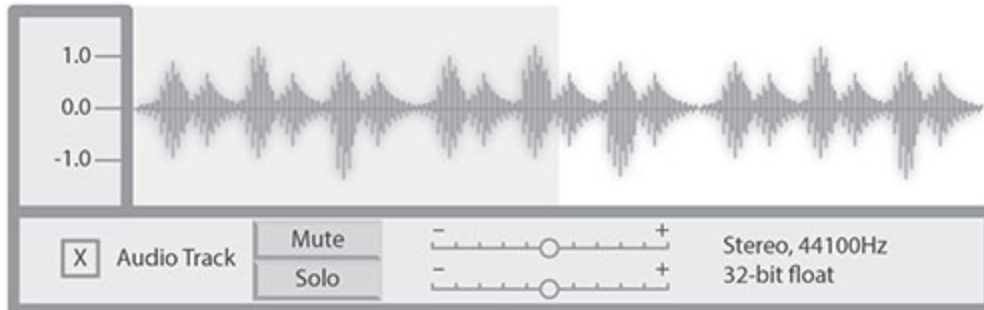 1.0
0.0
-1.0
X Audio Track
Mute
Solo
- +
- +
Stereo, 44100Hz
32-bit float